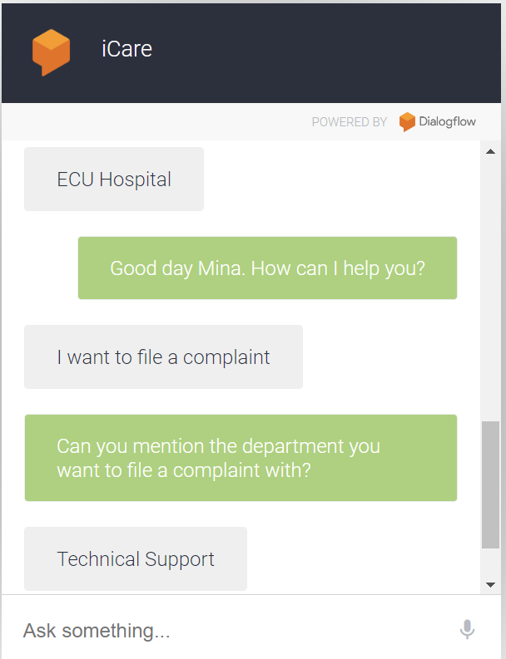 iCare
POWERED BY Dialogflow
ECU Hospital
Good day Mina. How can I help you?
I want to file a complaint
Can you mention the department you
want to file a complaint with?
Technical Support
Ask something...